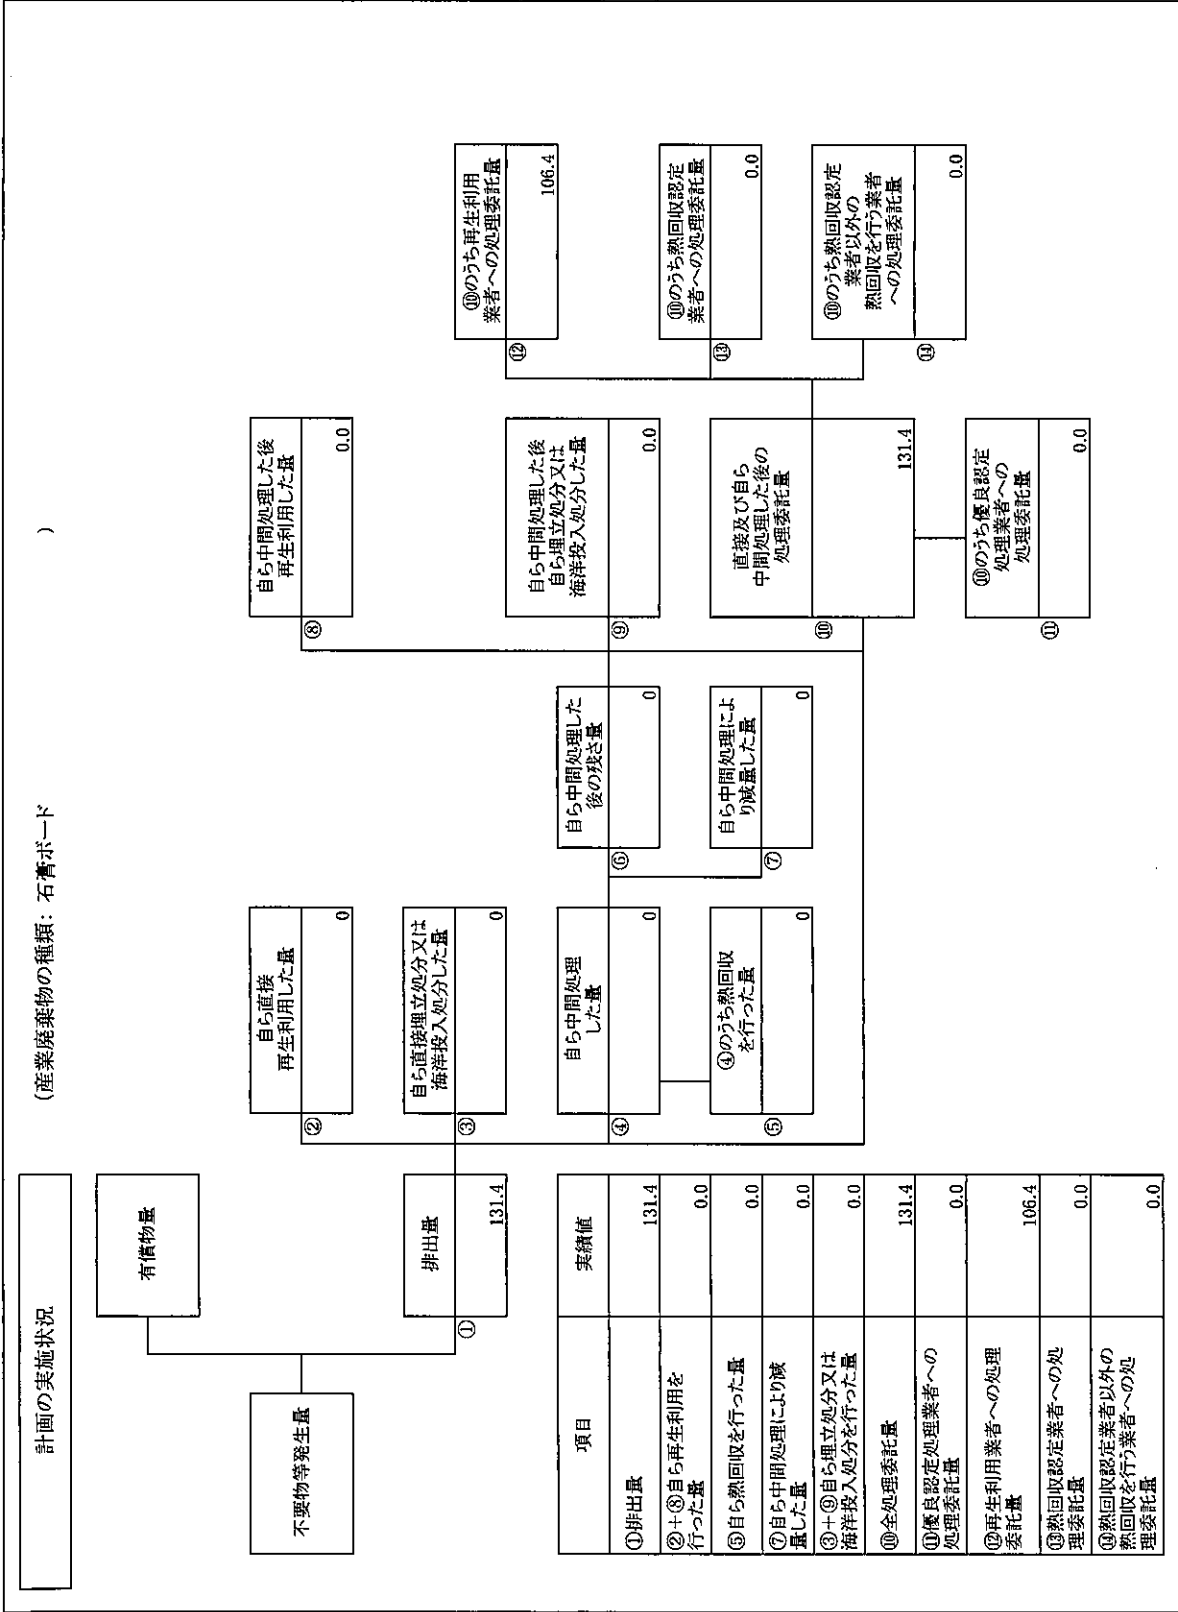 計画の実施状況
(産業廃棄物の種類：石膏ボード
)
不要物等発生量
有償物量
①
排出量
131.4
②
自ら直接
再生利用した量
0
③
自ら直接埋立処分又は
海洋投入処分した量
0
④
自ら中間処理
した量
0
⑤
④のうち熱回収
を行った量
0
⑥
自ら中間処理した
後の残さ量
0
⑦
自ら中間処理によ
り減量した量
0
⑧
自ら中間処理した後
再生利用した量
0.0
⑨
自ら中間処理した後
自ら埋立処分又は
海洋投入処分した量
0.0
⑩
直接及び自ら
中間処理した後の
処理委託量
131.4
⑪
⑩のうち優良認定
処理業者への
処理委託量
0.0
⑫
⑩のうち再生利用
業者への処理委託量
106.4
⑬
⑩のうち熱回収認定
業者への処理委託量
0.0
⑭
⑩のうち熱回収認定
業者以外の
熱回収を行う業者
への処理委託量
0.0
項目 実績値
①排出量 131.4
②+⑧自ら再生利用を
行った量 0.0
⑤自ら熱回収を行った量 0.0
⑦自ら中間処理により減
量した量 0.0
③+⑨自ら埋立処分又は
海洋投入処分を行った量 0.0
⑩全処理委託量 131.4
⑪優良認定処理業者への
処理委託量 0.0
⑫再生利用業者への処理
委託量 106.4
⑬熱回収認定業者への処
理委託量 0.0
⑭熱回収認定業者以外の
熱回収を行う業者への処
理委託量 0.0